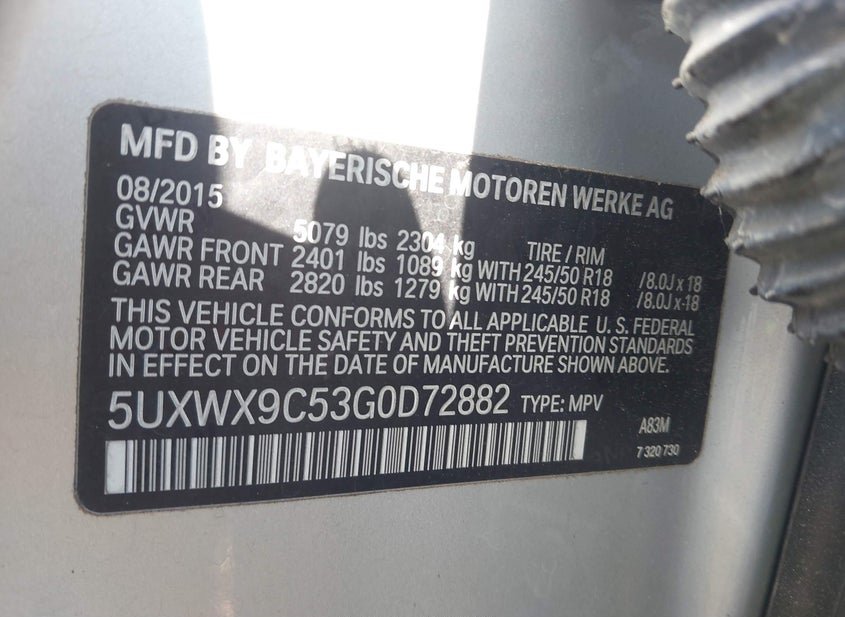 MFD BY BAYERISCHE MOTOREN WERKE AG
08/2015
GVWR 5079 lbs 2304 kg TIRE / RIM
GAWR FRONT 2401 lbs 1089 kg WITH 245/50 R18 /8.0J x 18
GAWR REAR 2820 lbs 1279 kg WITH 245/50 R18 /8.0J x 18
THIS VEHICLE CONFORMS TO ALL APPLICABLE U.S. FEDERAL
MOTOR VEHICLE SAFETY AND THEFT PREVENTION STANDARDS
IN EFFECT ON THE DATE OF MANUFACTURE SHOWN ABOVE.
5UXWX9C53G0D72882 TYPE: MPV
A83M
7 320 730